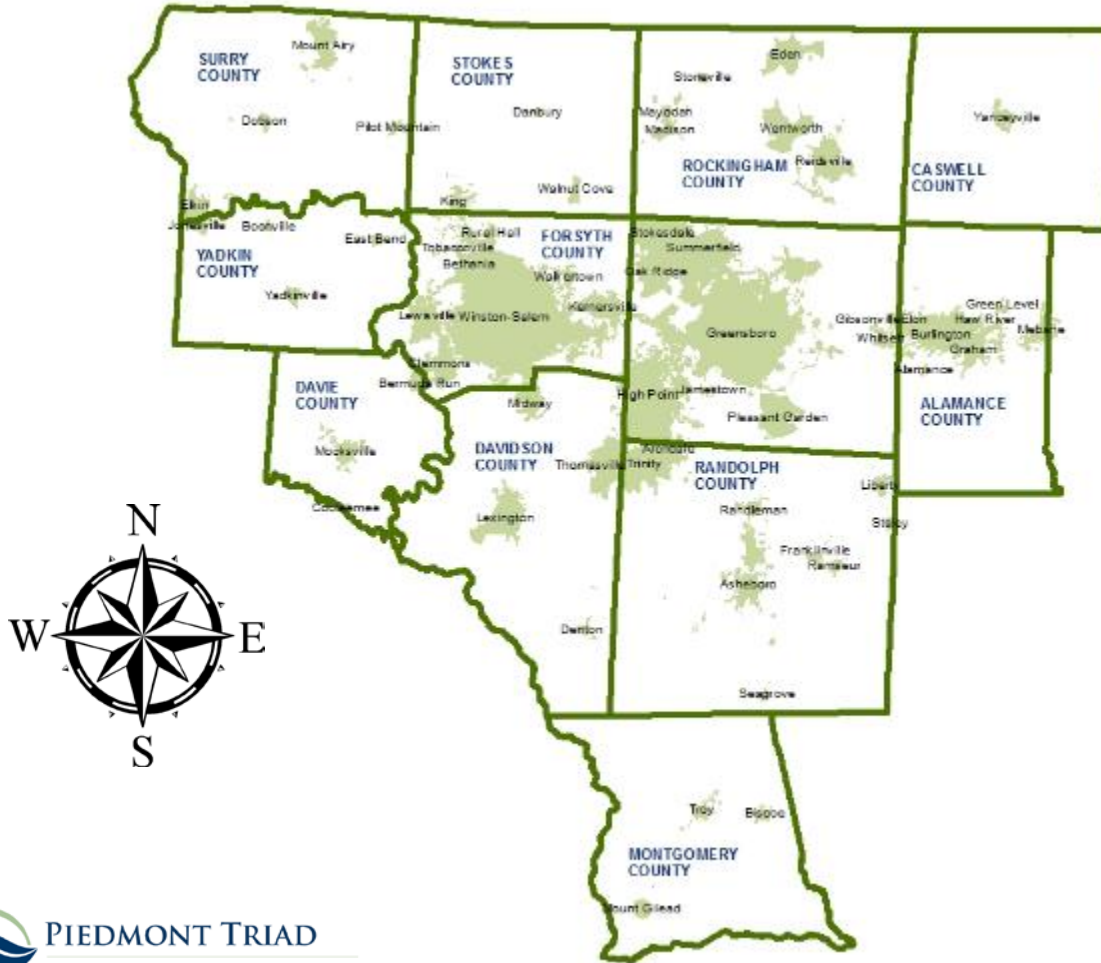 Mount Airy
SURRY
COUNTY
Dobson
Pilot Mountain
Elkin
STOKES
COUNTY
Danbury
Walnut Cove
King
Eden
Stoneville
Mayodan
Madison
Wentworth
Reidsville
ROCKINGHAM
COUNTY
Yanceyville
CASWELL
COUNTY
Jonesville
Boonville
East Bend
YADKIN
COUNTY
Yadkinville
Rural Hall
Tobaccoville
Bethania
FORSYTH
COUNTY
Walkertown
Kernersville
Lewisville
Winston-Salem
Clemmons
Stokesdale
Summerfield
Oak Ridge
Greensboro
Gibsonville
Whitsett
High Point
Jamestown
Pleasant Garden
Elon
Burlington
Green Level
Haw River
Graham
Mebane
Alamance
ALAMANCE
COUNTY
DAVIE
COUNTY
Bermuda Run
Mocksville
Cooleemee
Midway
DAVIDSON
COUNTY
Thomasville
Lexington
Denton
Archdale
Trinity
RANDOLPH
COUNTY
Liberty
Staley
Randleman
Franklinville
Ramseur
Asheboro
Seagrove
N
W
E
S
Troy
Biscoe
MONTGOMERY
COUNTY
Mount Gilead
PIEDMONT TRIAD